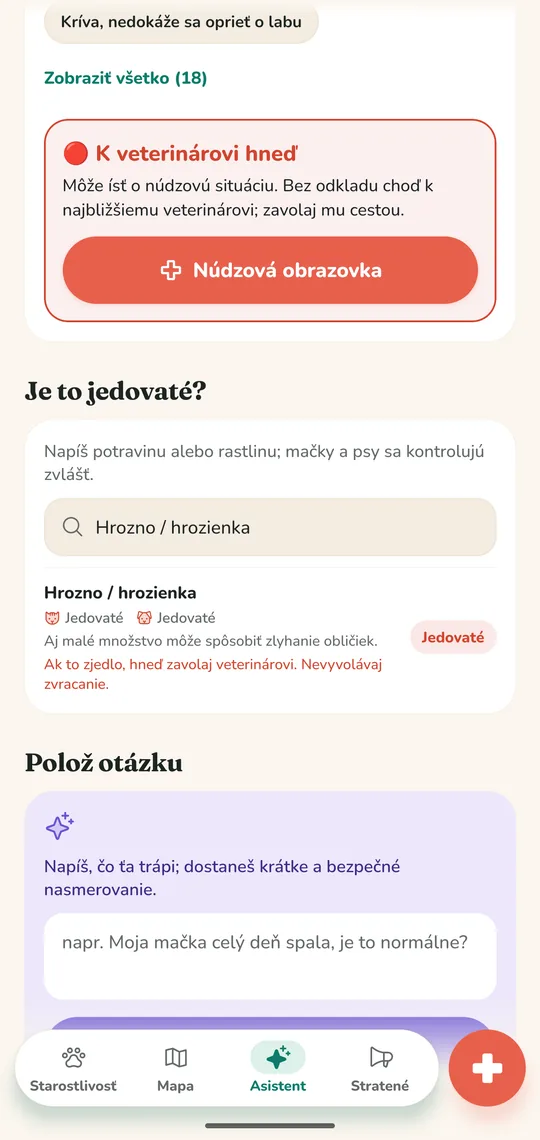 Kríva, nedokáže sa oprieť o labu
Zobraziť všetko (18)
K veterinárovi hneď
Môže ísť o núdzovú situáciu. Bez odkladu choď k
najbližšiemu veterinárovi; zavolaj mu cestou.
Núdzová obrazovka
Je to jedovaté?
Napíš potravinu alebo rastlinu; mačky a psy sa kontrolujú
zvlášť.
Hrozno / hrozienka
Hrozno / hrozienka
Jedovaté Jedovaté
Aj malé množstvo môže spôsobiť zlyhanie obličiek.
Jedovaté
Ak to zjedlo, hneď zavolaj veterinárovi. Nevyvolávaj
zvracanie.
Polož otázku
Napíš, čo ťa trápi; dostaneš krátke a bezpečné
nasmerovanie.
napr. Moja mačka celý deň spala, je to normálne?
Starostlivosť Mapa Asistent Stratené